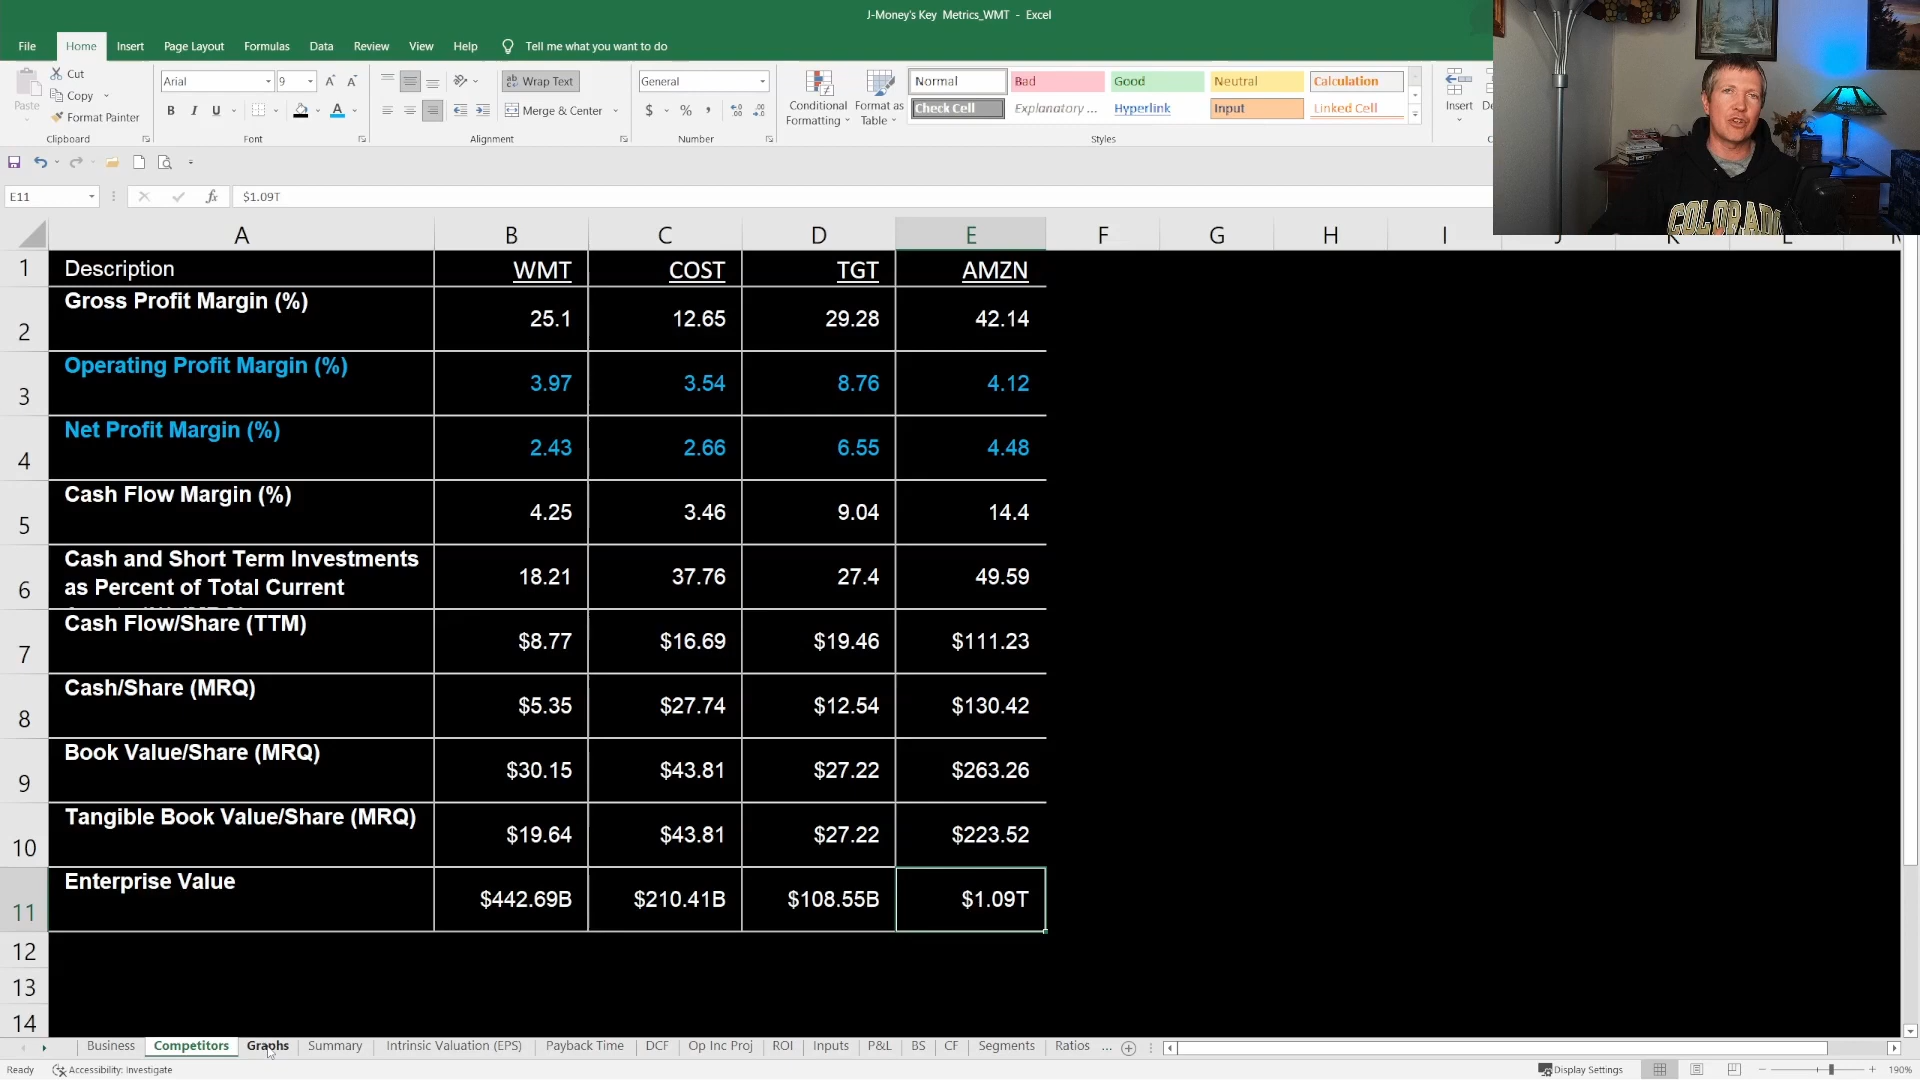 J-Money's Key Metrics_WMT - Excel
File Home Insert Page Layout Formulas Data Review View Help Tell me what you want to do
Paste
Cut
Copy
Format Painter
Clipboard
Arial 9
B I U
Font
Wrap Text
Merge & Center
Alignment
General
$ % ,
Number
Conditional Formatting
Format as Table
Normal Bad Good Neutral Calculation
Check Cell Explanatory ... Hyperlink Input Linked Cell
Styles
Insert
E11 fx $1.09T
A B C D E F G H I
1 Description WMT COST TGT AMZN
2 Gross Profit Margin (%) 25.1 12.65 29.28 42.14
3 Operating Profit Margin (%) 3.97 3.54 8.76 4.12
4 Net Profit Margin (%) 2.43 2.66 6.55 4.48
5 Cash Flow Margin (%) 4.25 3.46 9.04 14.4
6 Cash and Short Term Investments
as Percent of Total Current 18.21 37.76 27.4 49.59
7 Cash Flow/Share (TTM) $8.77 $16.69 $19.46 $111.23
8 Cash/Share (MRQ) $5.35 $27.74 $12.54 $130.42
9 Book Value/Share (MRQ) $30.15 $43.81 $27.22 $263.26
10 Tangible Book Value/Share (MRQ) $19.64 $43.81 $27.22 $223.52
11 Enterprise Value $442.69B $210.41B $108.55B $1.09T
12
13
14
Business Competitors Graphs Summary Intrinsic Valuation (EPS) Payback Time DCF Op Inc Proj ROI Inputs P&L BS CF Segments Ratios ...
Ready Accessibility: Investigate Display Settings 190%
COLORADO